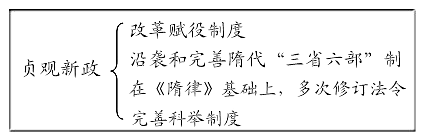 贞观新政
改革赋役制度
沿袭和完善隋代“三省六部”制
在《隋律》基础上，多次修订法令
完善科举制度